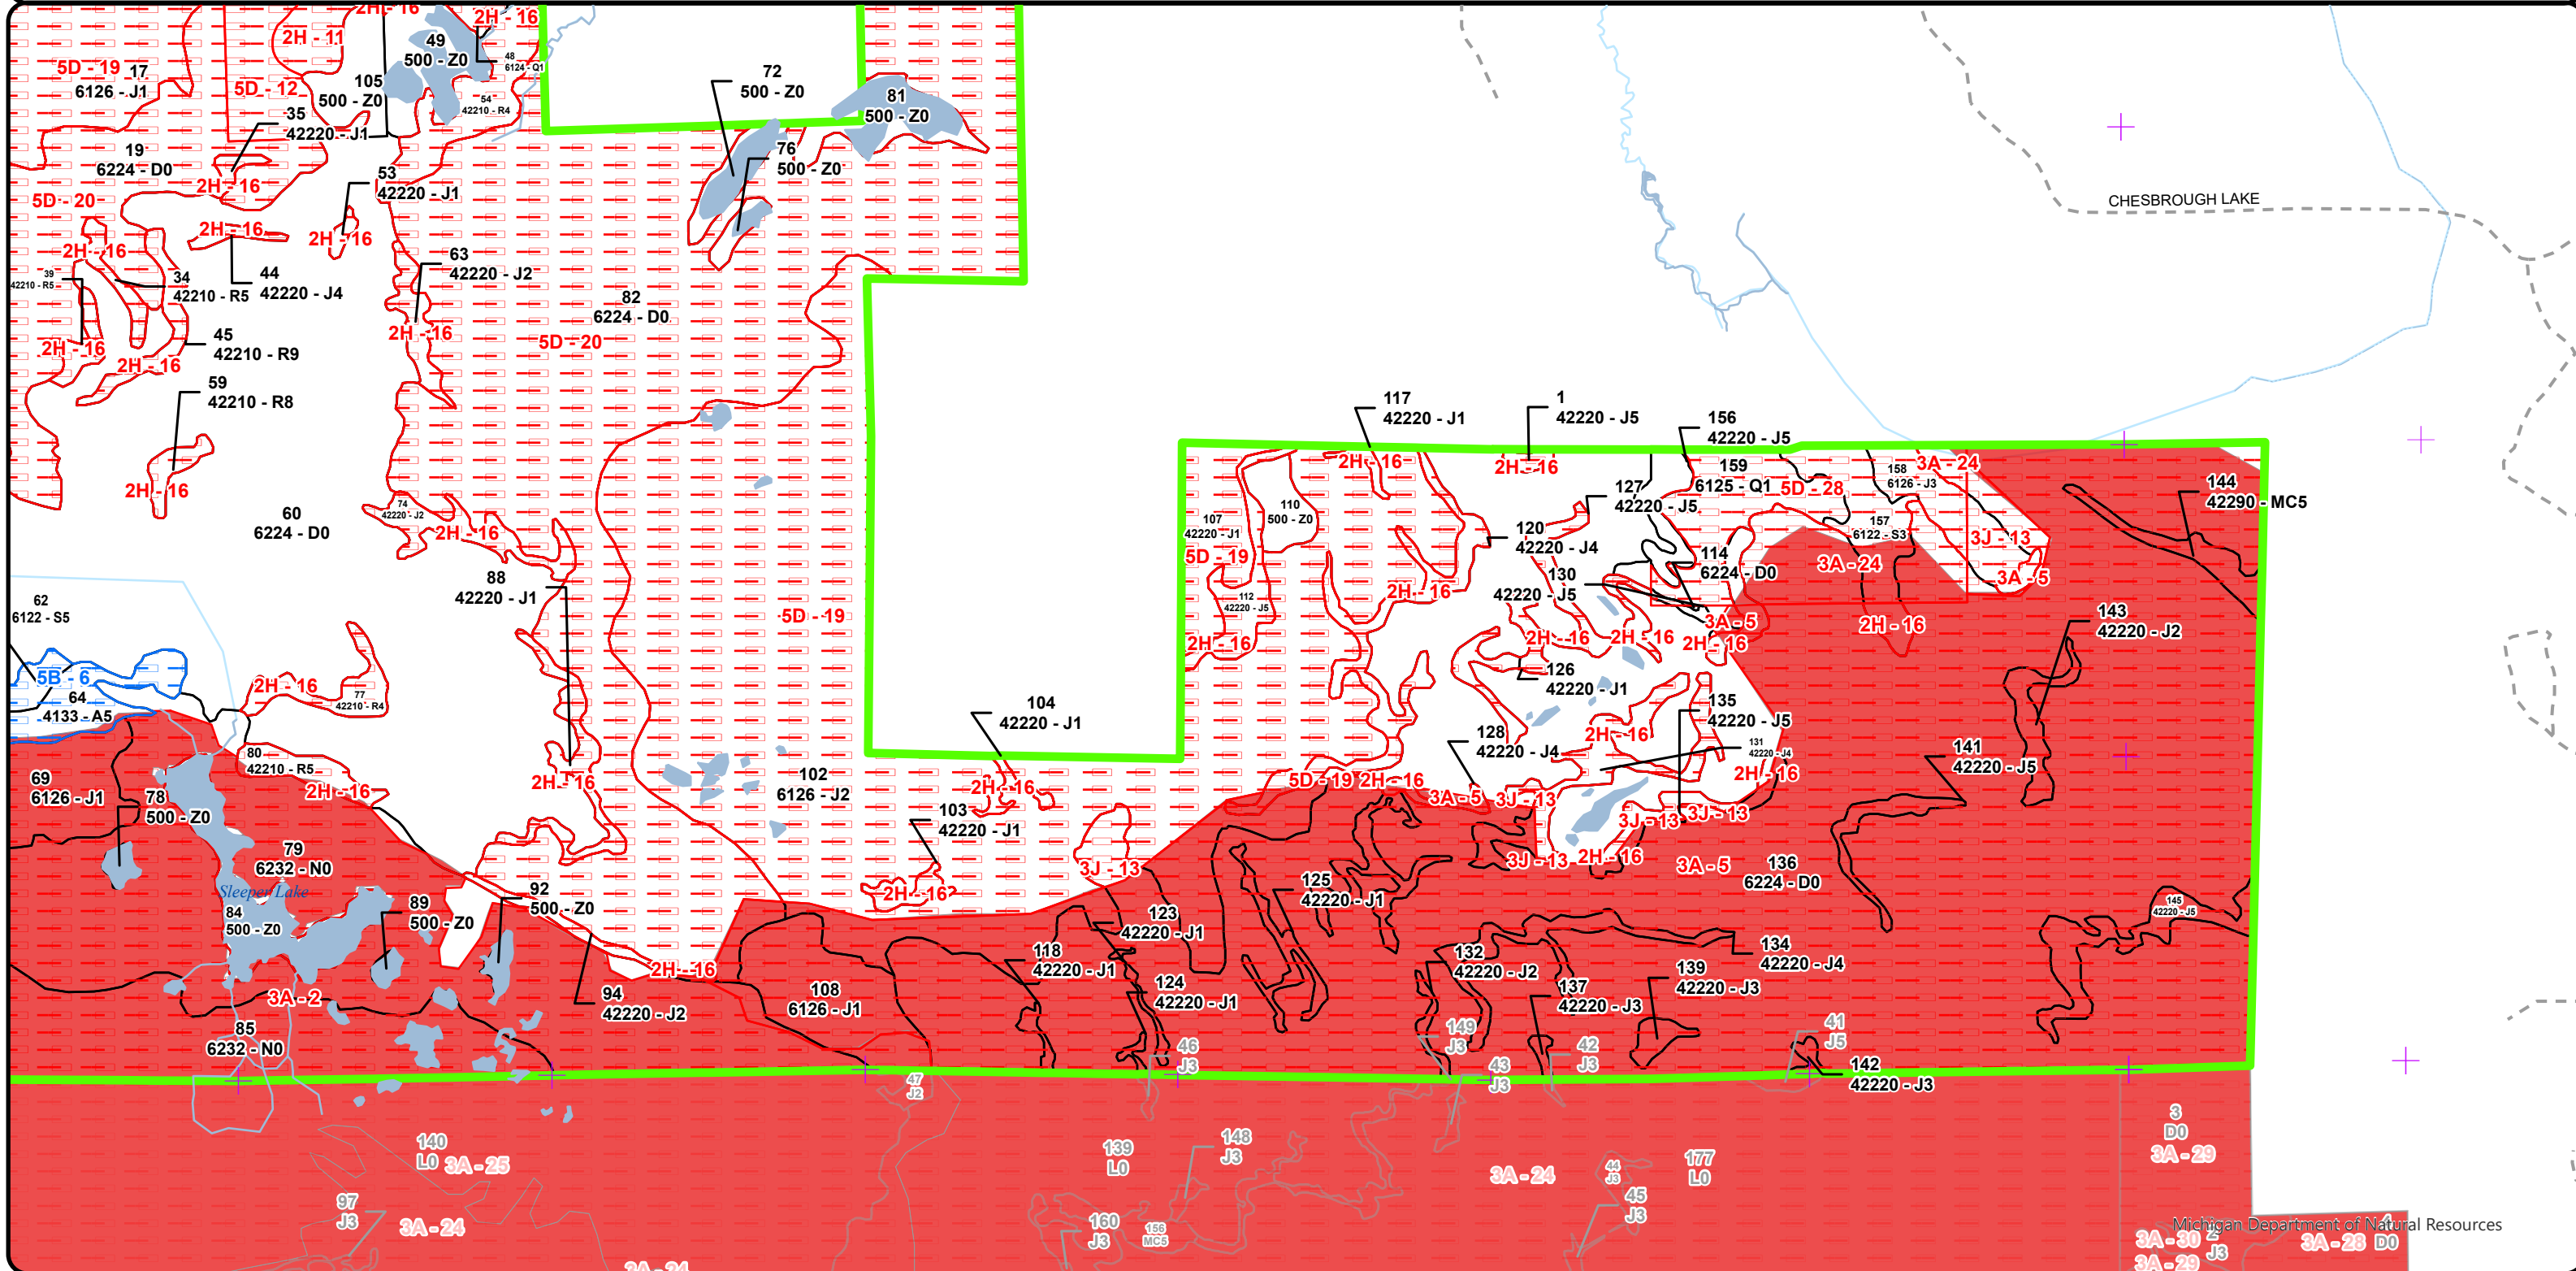 2H - 16
2H - 16
2H - 11
49
500 - Z0
48
6124 - Q1
5D - 19
17
6126 - J1
5D - 12
105
500 - Z0
54
42210 - R4
72
500 - Z0
81
500 - Z0
35
42220 - J1
19
6224 - D0
2H - 16
53
42220 - J1
76
500 - Z0
CHESBROUGH LAKE
5D - 20
2H - 16
2H - 16
2H - 16
39
42210 - R5
34
42210 - R5
44
42220 - J4
63
42220 - J2
82
6224 - D0
5D - 20
2H - 16
45
42210 - R9
2H - 16
2H - 16
59
42210 - R8
117
42220 - J1
1
42220 - J5
156
42220 - J5
2H - 16
2H - 16
159
6125 - Q1
5D - 28
158
6126 - J3
3A - 24
144
42290 - MC5
2H - 16
60
6224 - D0
74
42220 - J2
2H - 16
107
42220 - J1
110
500 - Z0
5D - 19
127
42220 - J5
120
42220 - J4
157
6122 - S3
3J - 13
3A - 24
3A - 5
114
6224 - D0
130
42220 - J5
88
42220 - J1
112
42220 - J5
2H - 16
62
6122 - S5
5D - 19
3A - 5
2H - 16
143
42220 - J2
2H - 16
2H - 16
2H - 16
2H - 16
5B - 6
64
4133 - A5
2H - 16
77
42210 - R4
126
42220 - J1
104
42220 - J1
135
42220 - J5
128
42220 - J4
2H - 16
131
42220 - J4
141
42220 - J5
80
42210 - R5
69
6126 - J1
78
500 - Z0
2H - 16
2H - 16
102
6126 - J2
2H - 16
5D - 19
2H - 16
3A - 5
3J - 13
2H - 16
3J - 13
3J - 13
103
42220 - J1
79
6232 - N0
Sleeper Lake
84
500 - Z0
89
500 - Z0
92
500 - Z0
2H - 16
3J - 13
3J - 13
2H - 16
3A - 5
136
6224 - D0
125
42220 - J1
145
42220 - J5
123
42220 - J1
118
42220 - J1
124
42220 - J1
132
42220 - J2
137
42220 - J3
139
42220 - J3
134
42220 - J4
3A - 2
2H - 16
94
42220 - J2
108
6126 - J1
85
6232 - N0
46
J3
149
J3
43
J3
42
J3
41
J5
142
42220 - J3
47
J2
140
L0
3A - 25
97
J3
3A - 24
3A - 24
139
L0
148
J3
160
J3
156
MC5
3A - 24
44
J3
45
J3
177
L0
3
D0
3A - 29
Michigan Department of Natural Resources
3A - 30
2
J3
3A - 28
4
D0
3A - 29